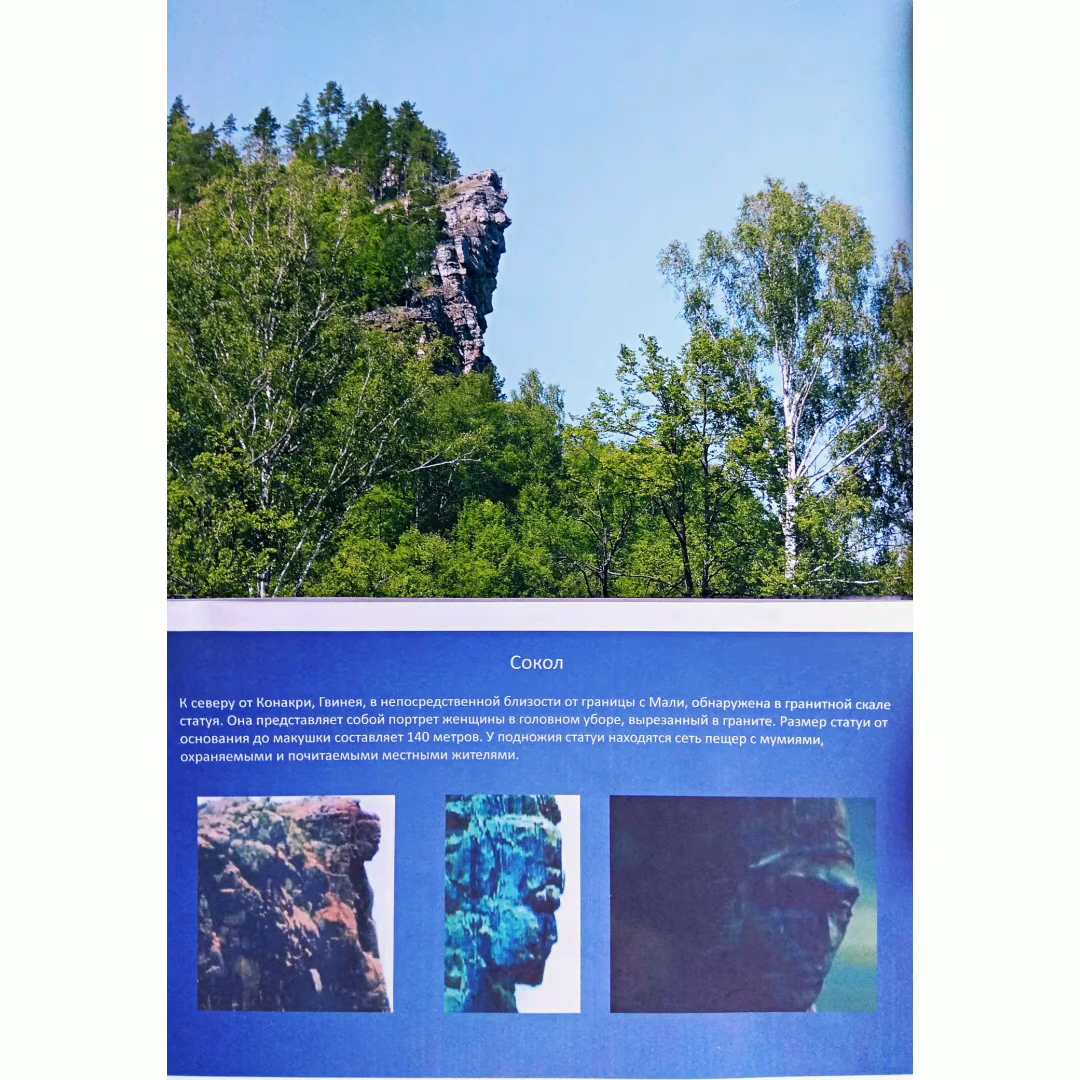 Сокол
К северу от Конакри, Гвинея, в непосредственной близости от границы с Мали, обнаружена в гранитной скале
статуя. Она представляет собой портрет женщины в головном уборе, вырезанный в граните. Размер статуи от
основания до макушки составляет 140 метров. У подножия статуи находятся сеть пещер с мумиями,
охраняемыми и почитаемыми местными жителями.